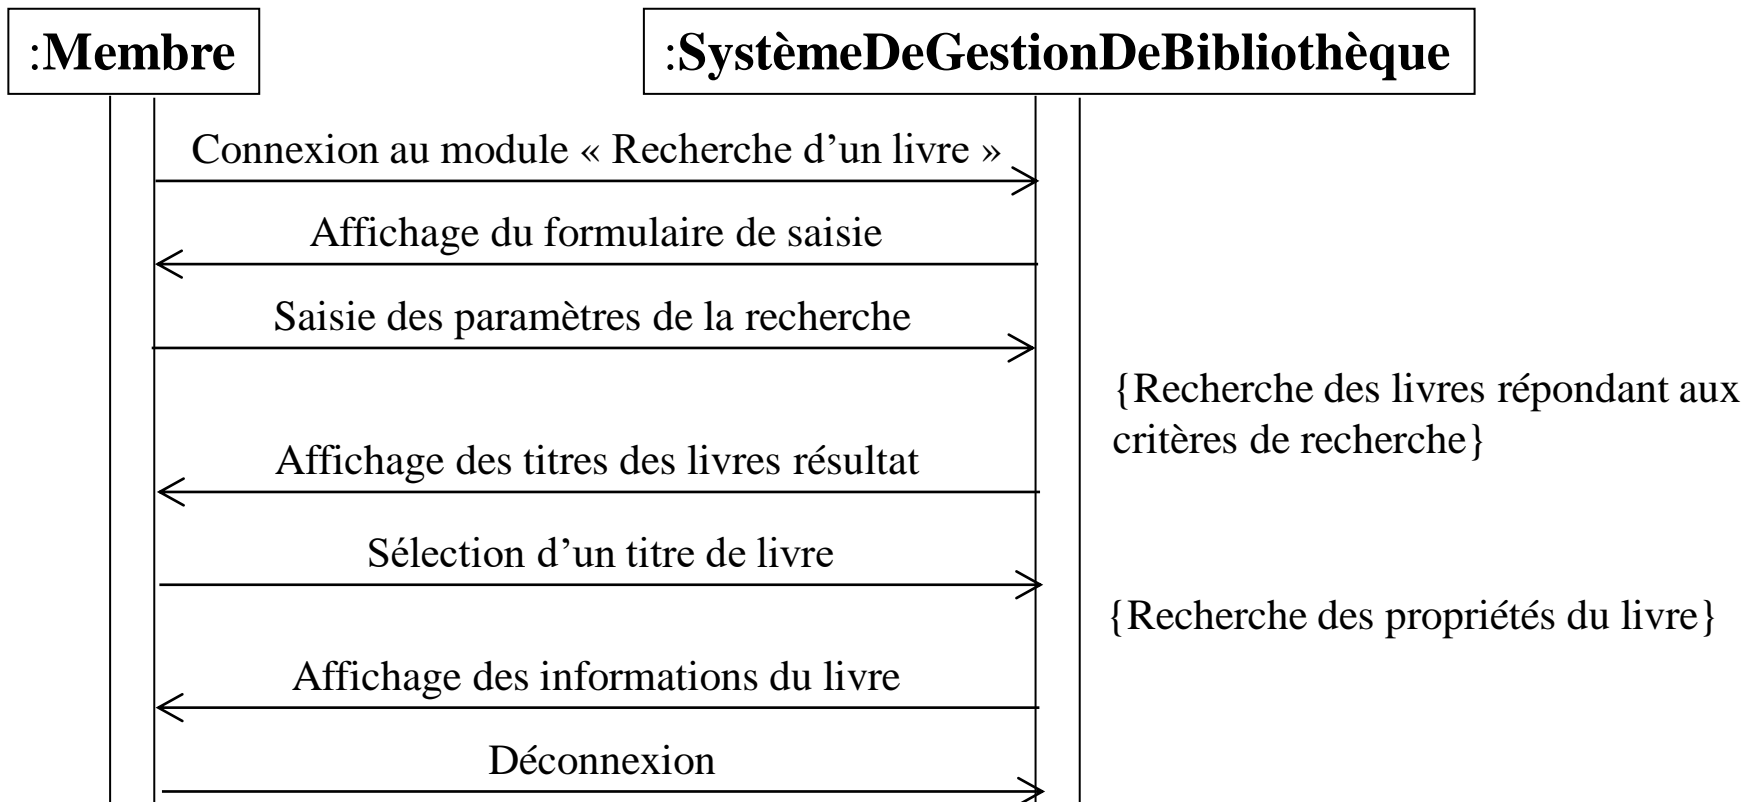 :Membre
:SystèmeDeGestionDeBibliothèque
Connexion au module « Recherche d’un livre »
Affichage du formulaire de saisie
Saisie des paramètres de la recherche
{Recherche des livres répondant aux
critères de recherche}
Affichage des titres des livres résultat
Sélection d’un titre de livre
{Recherche des propriétés du livre}
Affichage des informations du livre
Déconnexion